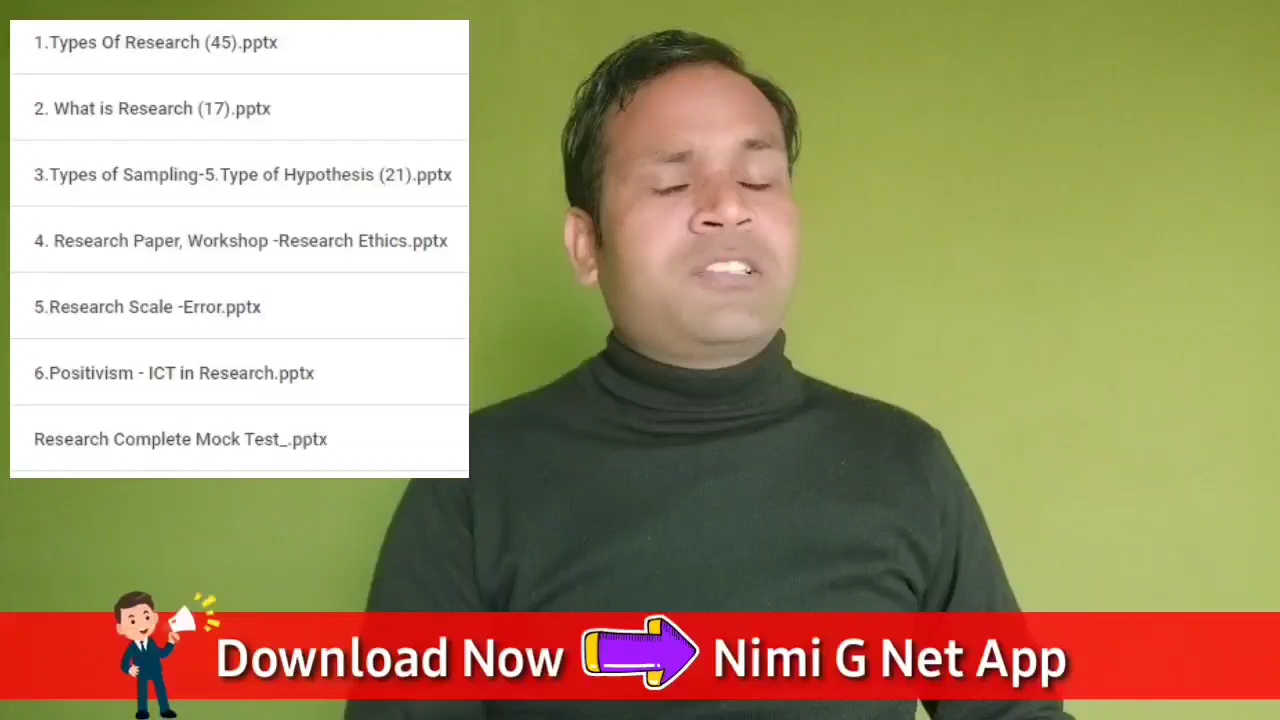 1.Types Of Research (45).pptx
2. What is Research (17).pptx
3.Types of Sampling-5.Type of Hypothesis (21).pptx
4. Research Paper, Workshop -Research Ethics.pptx
5.Research Scale -Error.pptx
6.Positivism - ICT in Research.pptx
Research Complete Mock Test_.pptx
Download Now Nimi G Net App